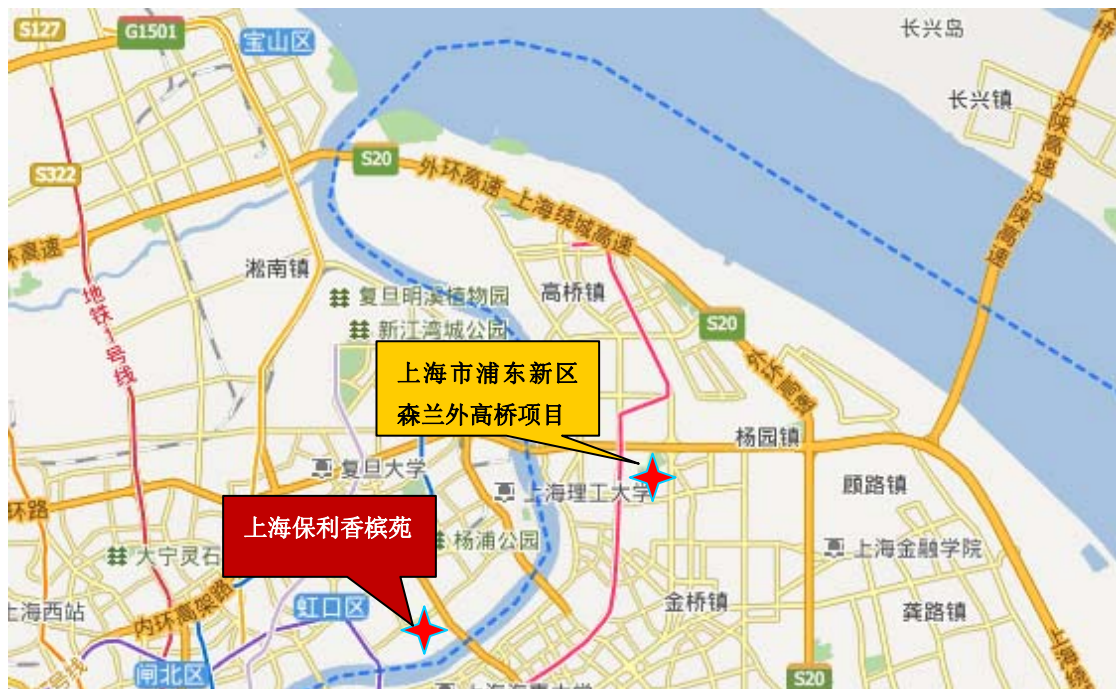 S127
G1501
宝山区
长兴岛
长兴镇
沪陕高速
沪陕高速
S20
外环高速
上海绕城高速
S322
环高速
淞南镇
地铁1号线
复旦明溪植物园
高桥镇
新江湾城公园
S20
外环高速
上海市浦东新区
森兰外高桥项目
杨园镇
复旦大学
上海理工大学
顾路镇
环路
上海保利香槟苑
杨浦公园
上海金融学院
大宁灵石
上海西站
内环高架路
虹口区
金桥镇
龚路镇
闸北区
号线
S20
上海绕